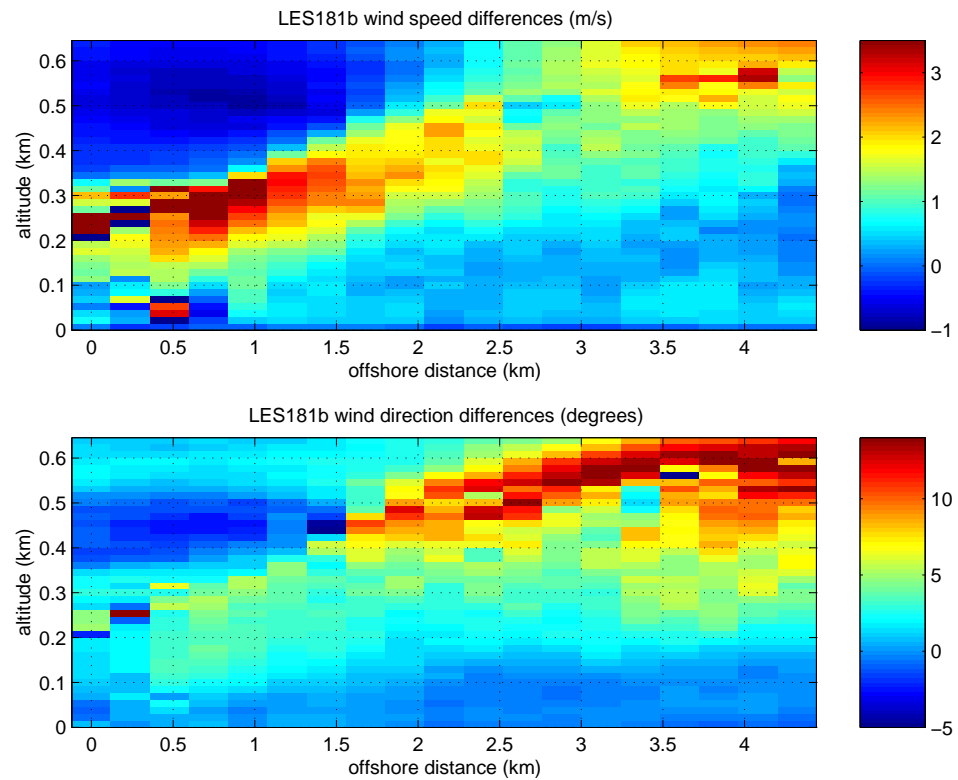 LES181b wind speed differences (m/s)
0.6
0.5
0.4
0.3
0.2
0.1
0
altitude (km)
0 0.5 1 1.5 2 2.5 3 3.5 4
offshore distance (km)
3
2
1
0
−1
LES181b wind direction differences (degrees)
0.6
0.5
0.4
0.3
0.2
0.1
0
altitude (km)
0 0.5 1 1.5 2 2.5 3 3.5 4
offshore distance (km)
10
5
0
−5